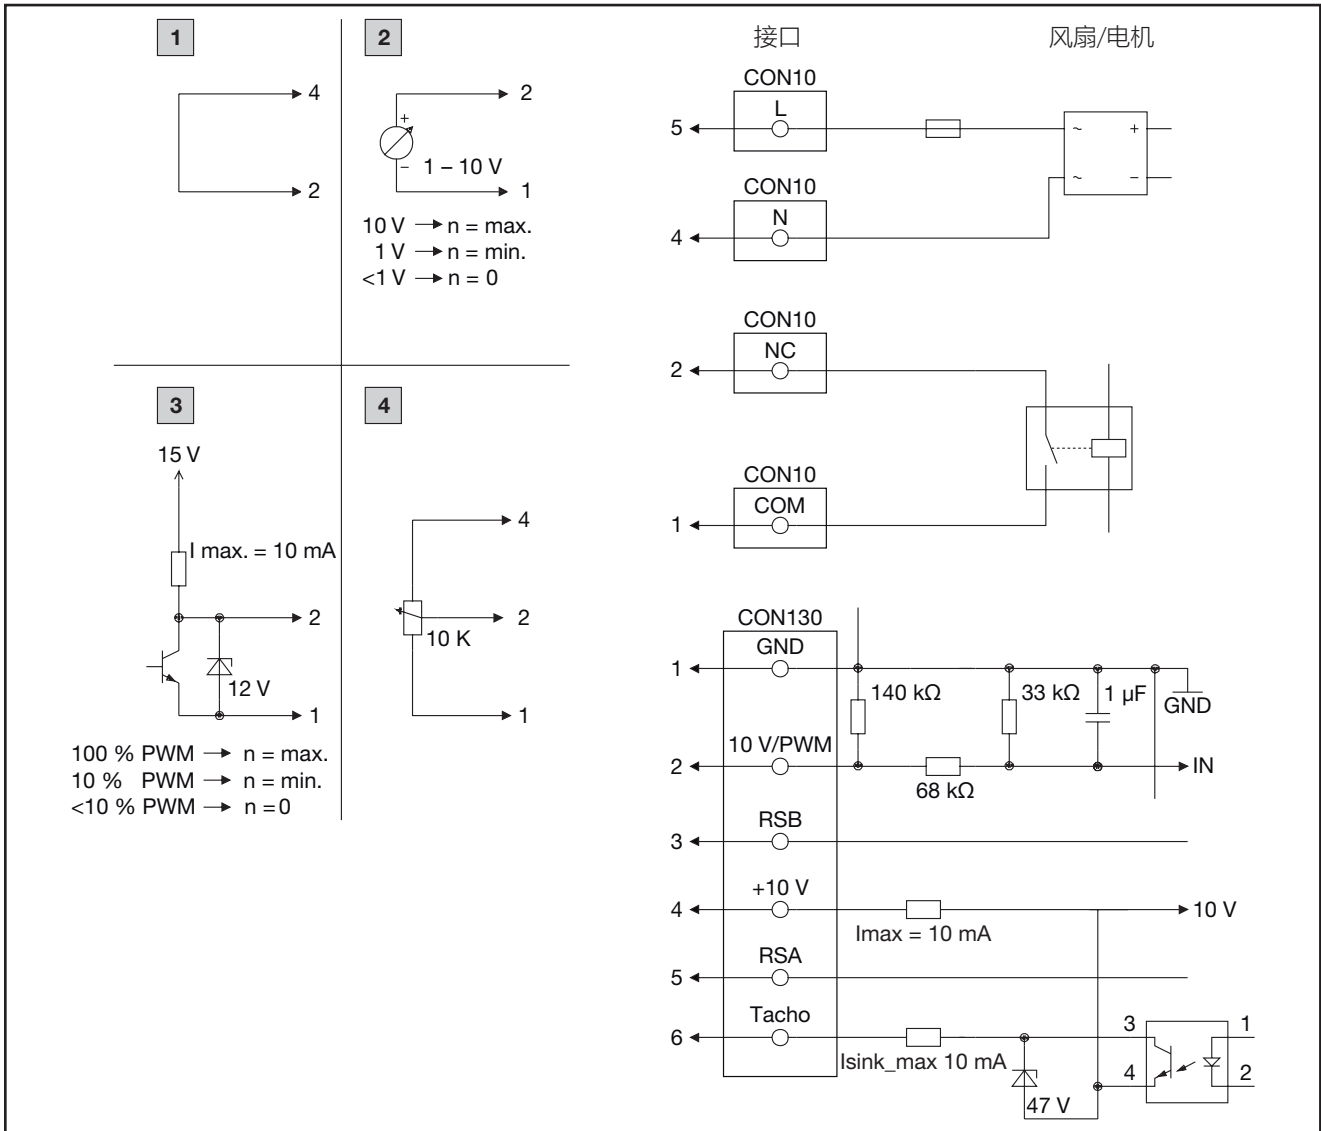 1
4
2
2
2
+
−
1 – 10 V
1
10 V n = max.
1 V n = min.
<1 V n = 0
3
15 V
I max. = 10 mA
2
12 V
1
100 % PWM n = max.
10 % PWM n = min.
<10 % PWM n = 0
4
4
2
10 K
1
接口
风扇/电机
CON10
L
5
~ +
~ −
CON10
N
4
CON10
NC
2
CON10
COM
1
CON130
GND
1
140 kΩ
33 kΩ
1 µF
GND
10 V/PWM
2
68 kΩ
IN
RSB
3
+10 V
4
Imax = 10 mA
10 V
RSA
5
Tacho
6
Isink_max 10 mA
47 V
3
4
1
2